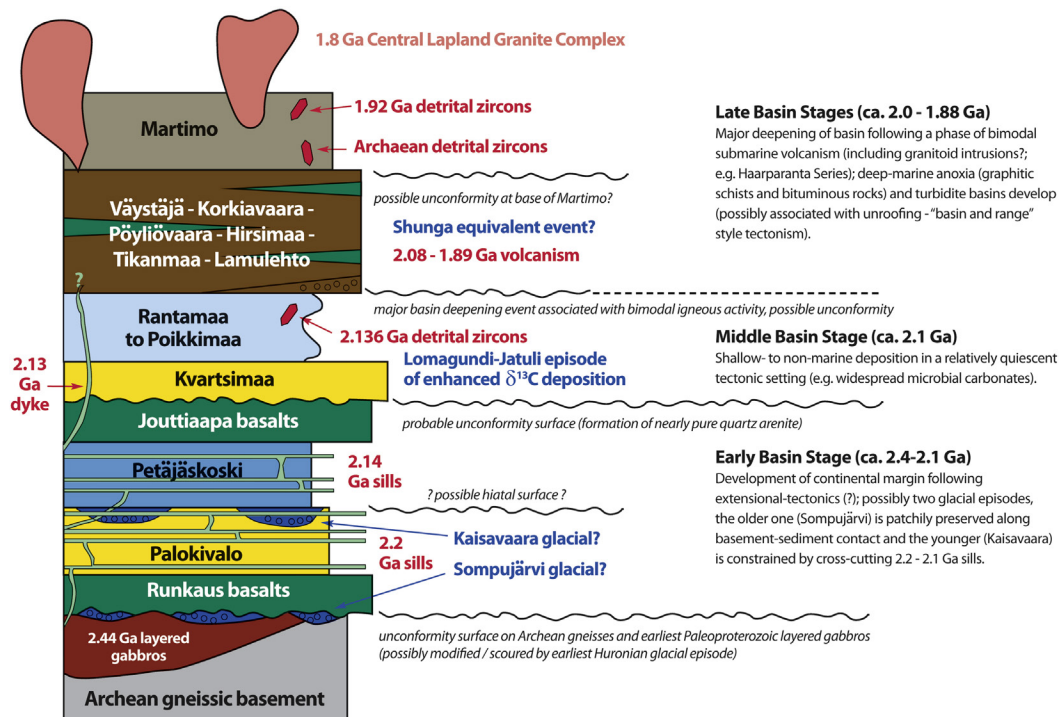 1.8 Ga Central Lapland Granite Complex
Martimo
1.92 Ga detrital zircons
Archaean detrital zircons
possible unconformity at base of Martimo?
Väystäjä - Korkiavaara -
Pöyliövaara - Hirsimaa -
Tikanmaa - Lamulehto
Shunga equivalent event?
2.08 - 1.89 Ga volcanism
?
major basin deepening event associated with bimodal igneous activity, possible unconformity
Rantamaa
to Poikkimaa
2.136 Ga detrital zircons
2.13
Ga
dyke
Kvartsimaa
Lomagundi-Jatuli episode
of enhanced δ¹³C deposition
Jouttiaapa basalts
probable unconformity surface (formation of nearly pure quartz arenite)
Petäjäskoski
2.14
Ga sills
? possible hiatal surface ?
Kaisavaara glacial?
Palokivalo
2.2
Ga sills
Sompujärvi glacial?
Runkaus basalts
2.44 Ga layered
gabbros
unconformity surface on Archean gneisses and earliest Paleoproterozoic layered gabbros
(possibly modified / scoured by earliest Huronian glacial episode)
Archean gneissic basement
Late Basin Stages (ca. 2.0 - 1.88 Ga)
Major deepening of basin following a phase of bimodal
submarine volcanism (including granitoid intrusions?;
e.g. Haarparanta Series); deep-marine anoxia (graphitic
schists and bituminous rocks) and turbidite basins develop
(possibly associated with unroofing - “basin and range”
style tectonism).
Middle Basin Stage (ca. 2.1 Ga)
Shallow- to non-marine deposition in a relatively quiescent
tectonic setting (e.g. widespread microbial carbonates).
Early Basin Stage (ca. 2.4-2.1 Ga)
Development of continental margin following
extensional-tectonics (?); possibly two glacial episodes,
the older one (Sompujärvi) is patchily preserved along
basement-sediment contact and the younger (Kaisavaara)
is constrained by cross-cutting 2.2 - 2.1 Ga sills.